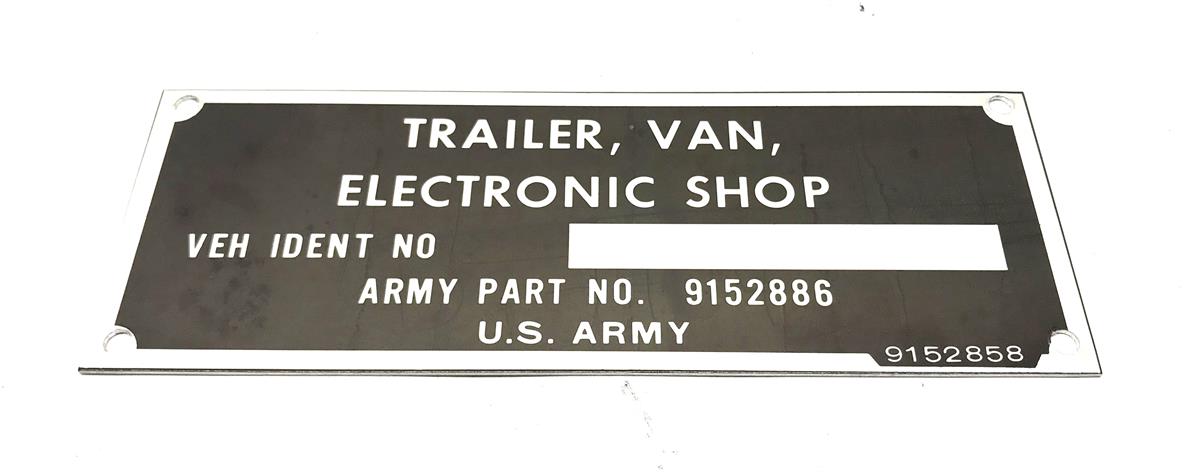 TRAILER, VAN,
ELECTRONIC SHOP
VEH IDENT NO
ARMY PART NO. 9152886
U.S. ARMY
9152858